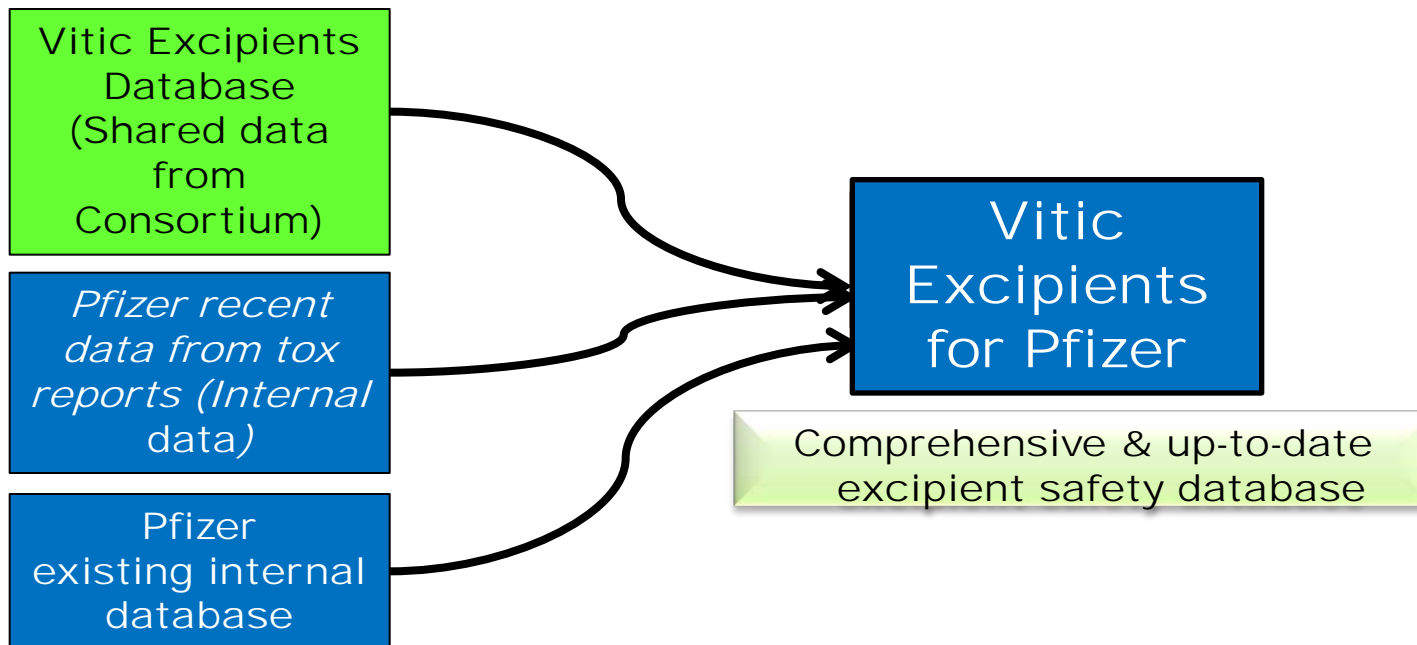 Vitic Excipients
Database
(Shared data
from
Consortium)
Pfizer recent
data from tox
reports (Internal
data)
Pfizer
existing internal
database
Vitic
Excipients
for Pfizer
Comprehensive & up-to-date
excipient safety database